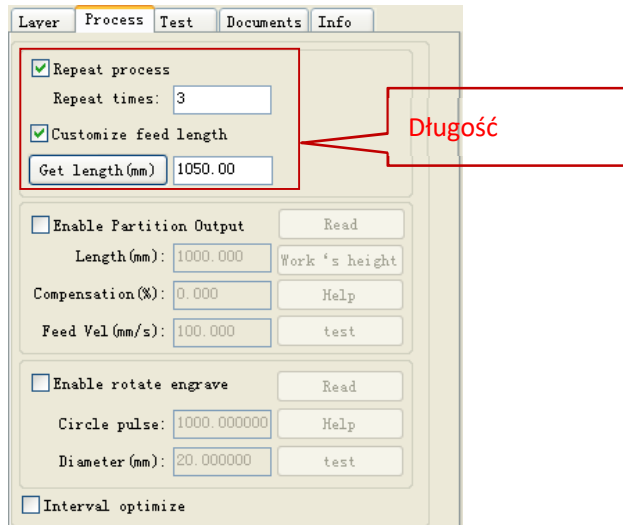 Layer Process Test Documents Info
Repeat process
Repeat times: 3
Customize feed length
Get length(mm) 1050.00
Długość
Enable Partition Output Read
Length(mm): 1000.000 Work ‘s height
Compensation(%): 0.000 Help
Feed Vel(mm/s): 100.000 test
Enable rotate engrave Read
Circle pulse: 1000.000000 Help
Diameter(mm): 20.000000 test
Interval optimize